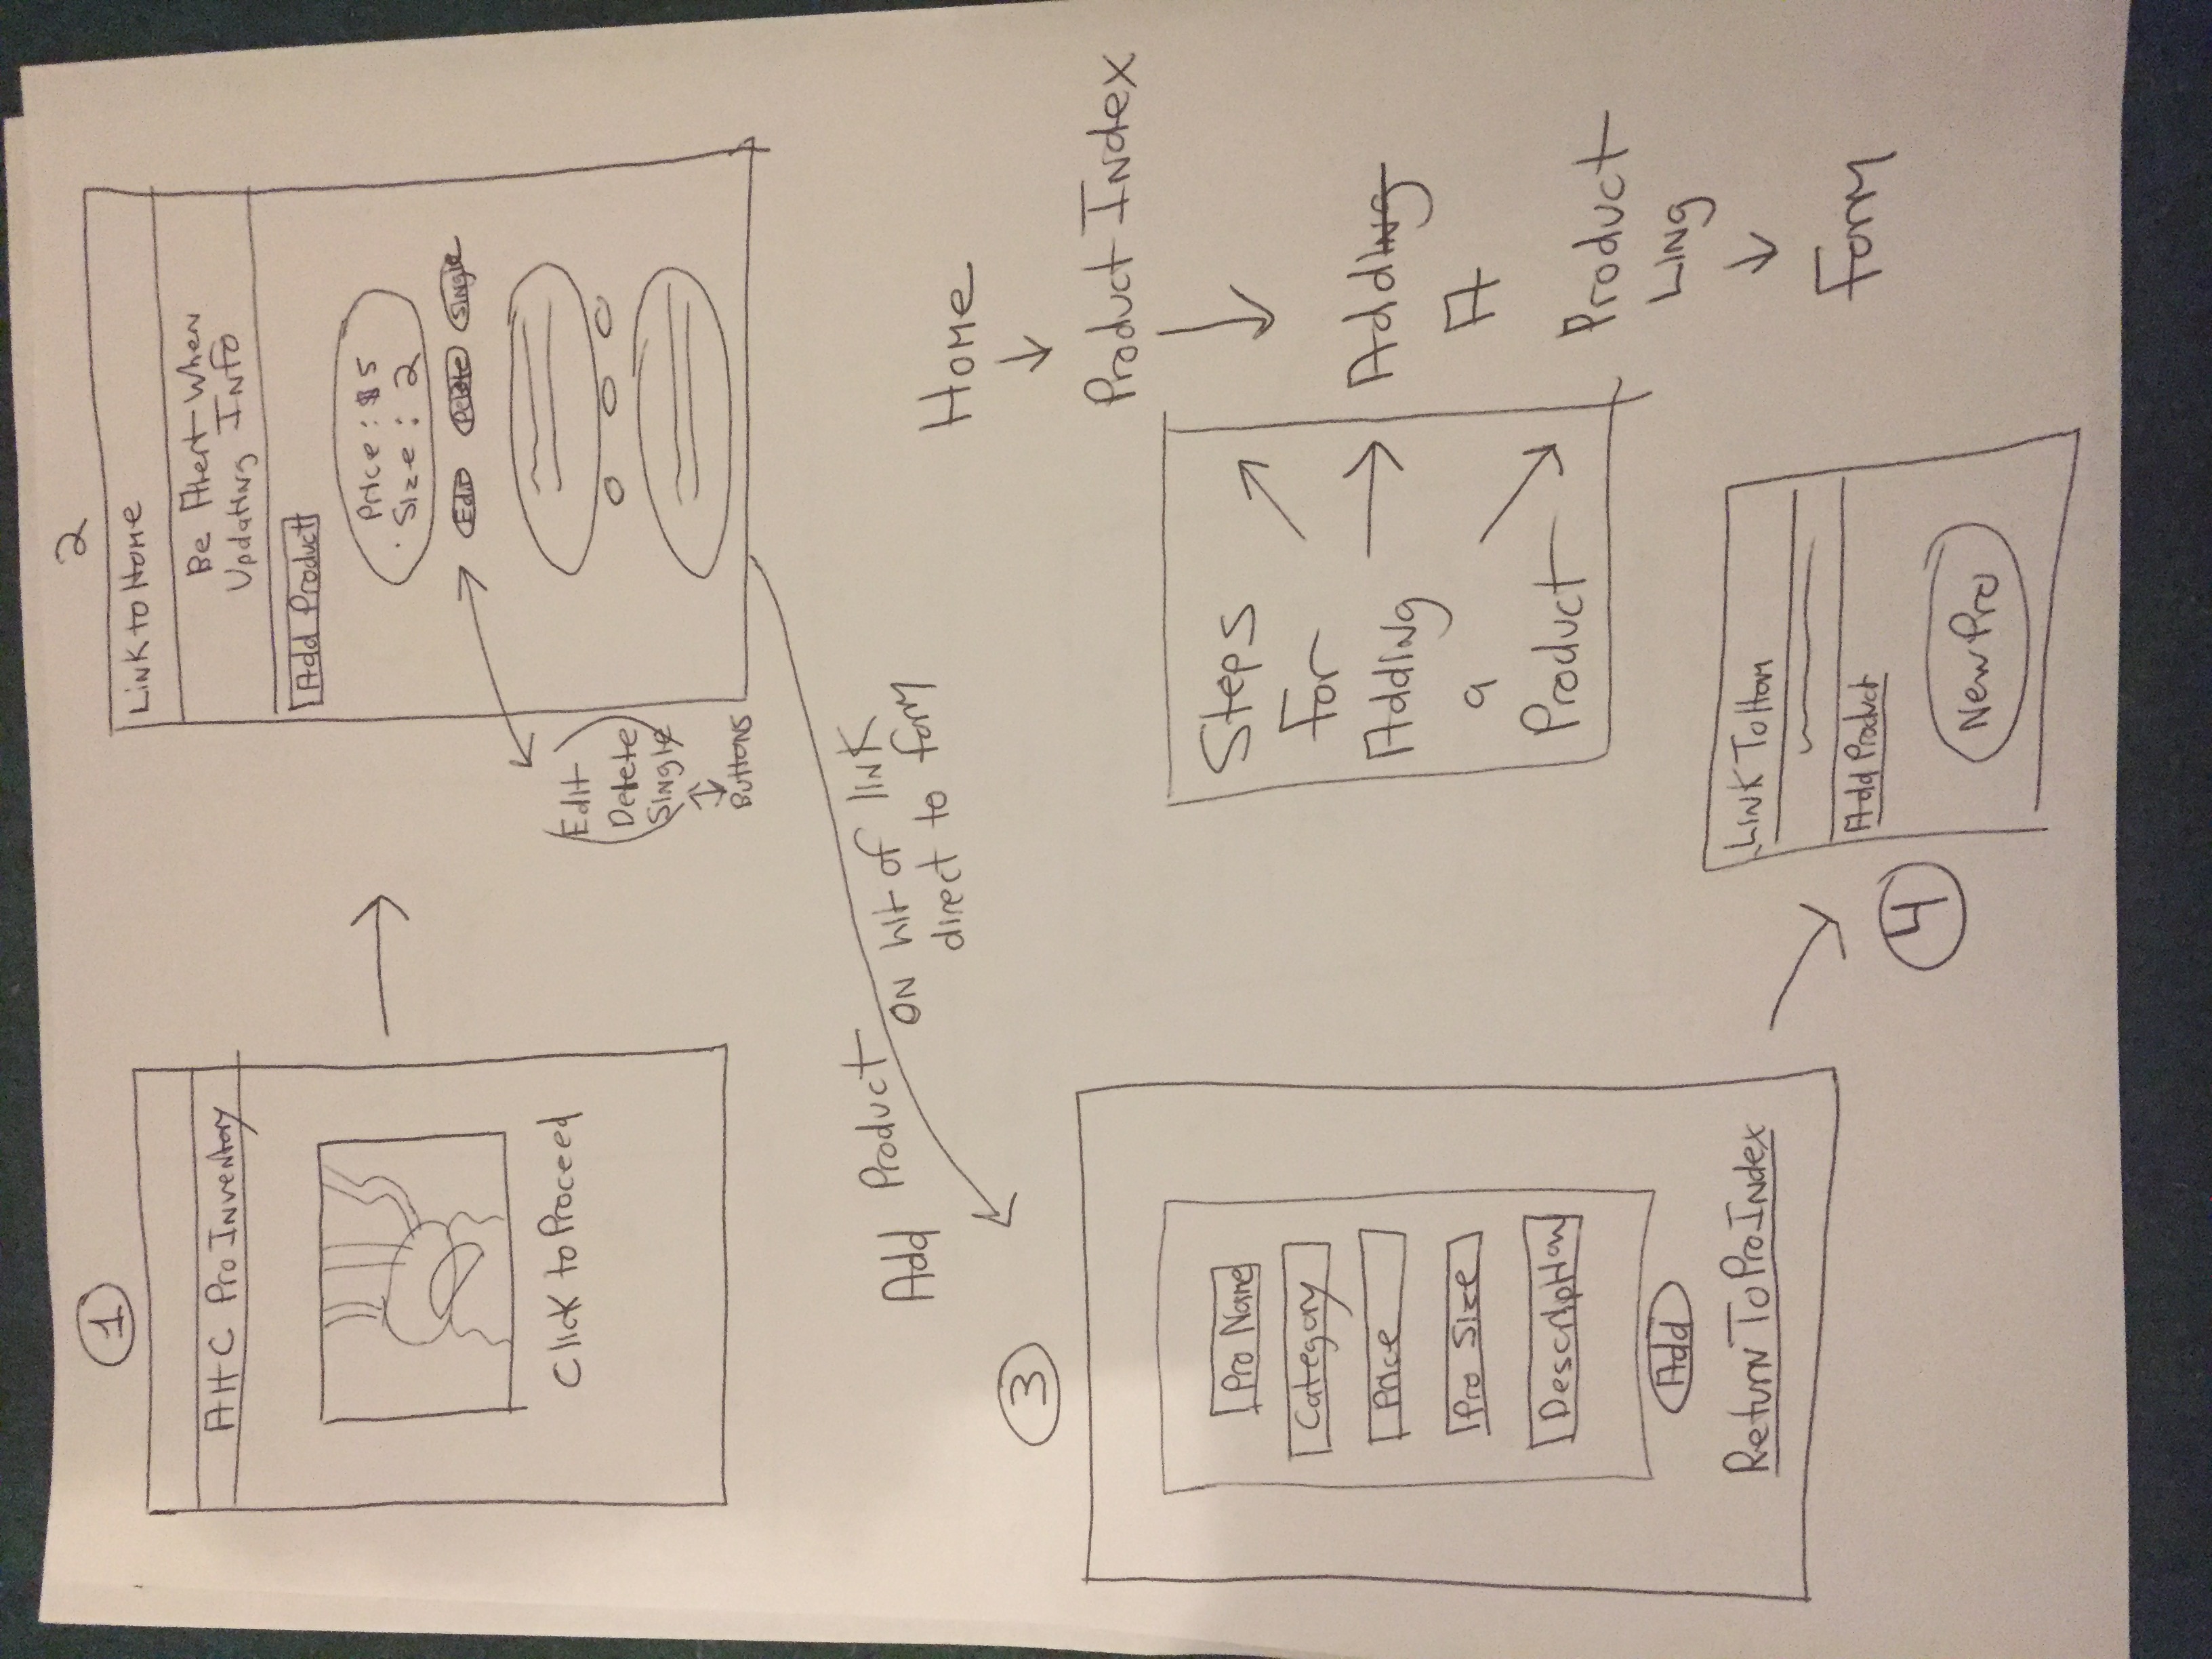 1
AHC Pro Inventory
Click to Proceed
2
Link to Home
Be Alert When
Updating Info
Add Product
Price: $5
. Size: 2
Edit Delete Single
Edit
Delete
Single
Buttons
Add Product
on hit of link
direct to form
3
Pro Name
Category
Price
Pro Size
Description
Add
Return To Pro Index
Home
Product Index
Steps
For
Adding
a
Product
Adding
A
Product
Ling
Form
4
Link To Hom
Add Product
New Pro